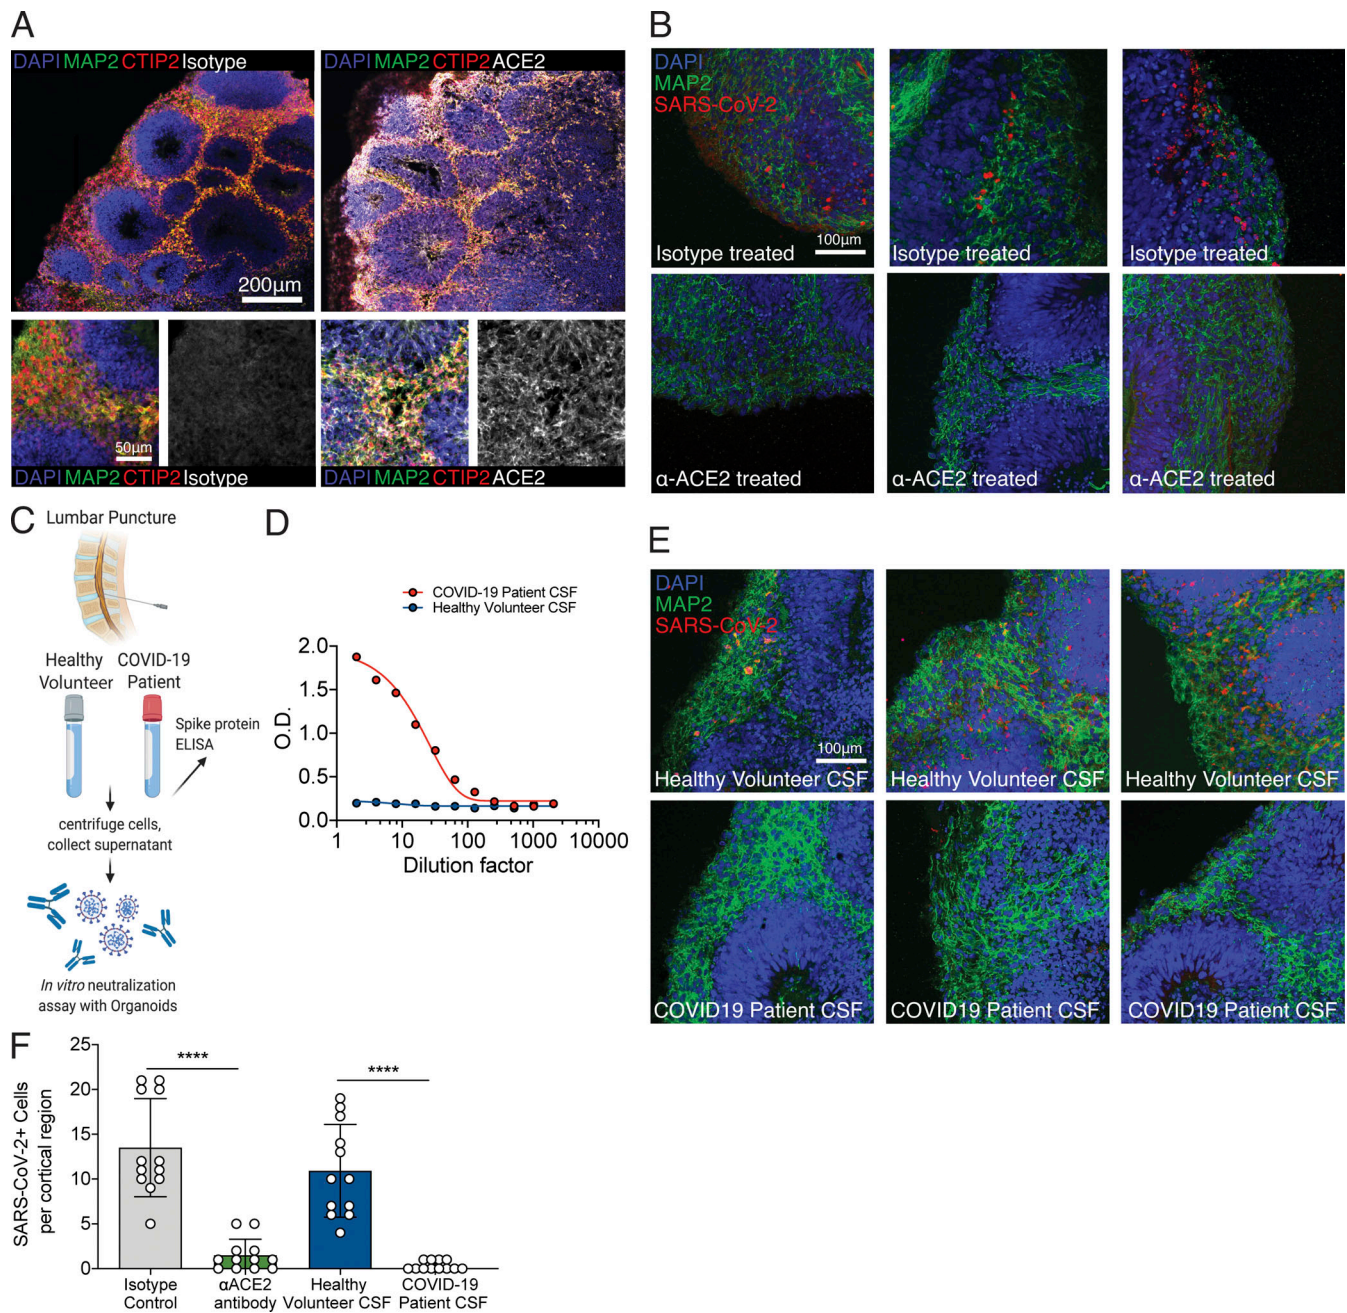 A
DAPI MAP2 CTIP2 Isotype
DAPI MAP2 CTIP2 ACE2
200µm
50µm
DAPI MAP2 CTIP2 Isotype
DAPI MAP2 CTIP2 ACE2
B
DAPI
MAP2
SARS-CoV-2
Isotype treated
100µm
Isotype treated
Isotype treated
α-ACE2 treated
α-ACE2 treated
α-ACE2 treated
C
Lumbar Puncture
Healthy
Volunteer
COVID-19
Patient
Spike protein
ELISA
centrifuge cells,
collect supernatant
In vitro neutralization
assay with Organoids
D
COVID-19 Patient CSF
Healthy Volunteer CSF
2.0
1.5
1.0
0.5
0.0
O.D.
1
10
100
1000
10000
Dilution factor
E
DAPI
MAP2
SARS-CoV-2
100µm
Healthy Volunteer CSF
Healthy Volunteer CSF
Healthy Volunteer CSF
COVID19 Patient CSF
COVID19 Patient CSF
COVID19 Patient CSF
F
SARS-CoV-2+ Cells
per cortical region
25
20
15
10
5
0
****
****
Isotype
Control
αACE2
antibody
Healthy
Volunteer CSF
COVID-19
Patient CSF